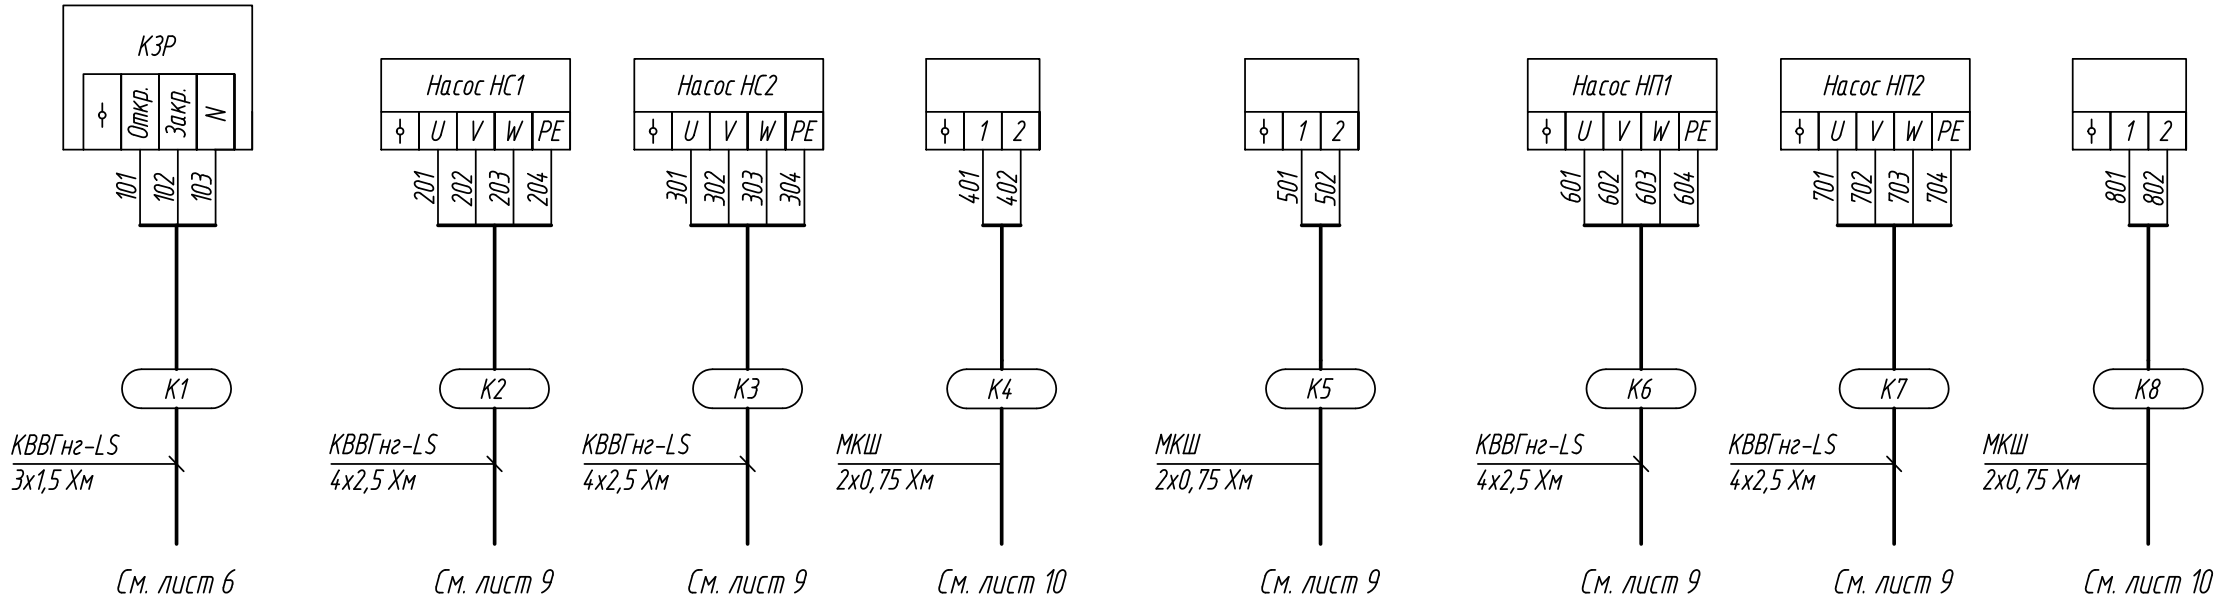 КЗР
Откр. Закр. N
101 102 103
К1
КВВГнг-LS
3х1,5 Хм
См. лист 6
Насос НС1
U V W PE
201 202 203 204
К2
КВВГнг-LS
4х2,5 Хм
См. лист 9
Насос НС2
U V W PE
301 302 303 304
К3
КВВГнг-LS
4х2,5 Хм
См. лист 9
1 2
401 402
К4
МКШ
2х0,75 Хм
См. лист 10
1 2
501 502
К5
МКШ
2х0,75 Хм
См. лист 9
Насос НП1
U V W PE
601 602 603 604
К6
КВВГнг-LS
4х2,5 Хм
См. лист 9
Насос НП2
U V W PE
701 702 703 704
К7
КВВГнг-LS
4х2,5 Хм
См. лист 9
1 2
801 802
К8
МКШ
2х0,75 Хм
См. лист 10